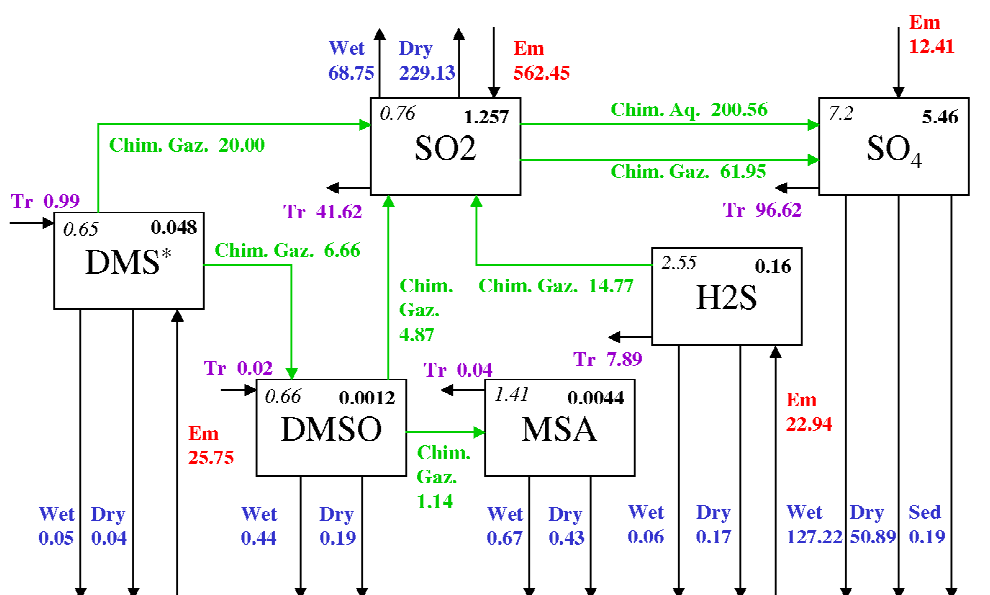 Em
12.41
Wet Dry
68.75 229.13
Em
562.45
0.76 1.257
SO2
Chim. Aq. 200.56
Chim. Gaz. 61.95
7.2 5.46
SO4
Chim. Gaz. 20.00
Tr 0.99
Tr 41.62
Tr 96.62
0.65 0.048
DMS*
Chim. Gaz. 6.66
Chim.
Gaz.
4.87
Chim. Gaz. 14.77
2.55 0.16
H2S
Tr 7.89
Tr 0.02
Tr 0.04
0.66 0.0012
DMSO
1.41 0.0044
MSA
Em
22.94
Em
25.75
Chim.
Gaz.
1.14
Wet Dry
0.05 0.04
Wet Dry
0.44 0.19
Wet Dry
0.67 0.43
Wet Dry
0.06 0.17
Wet Dry Sed
127.22 50.89 0.19